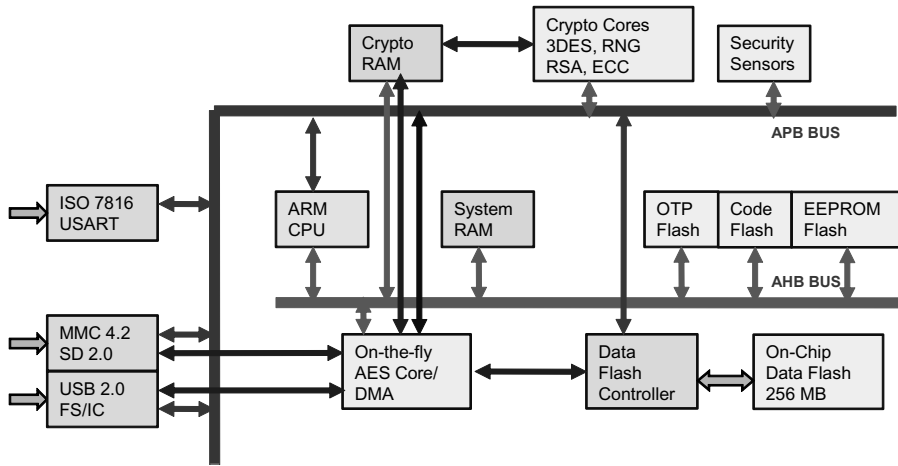 Crypto
RAM
Crypto Cores
3DES, RNG
RSA, ECC
Security
Sensors
APB BUS
ISO 7816
USART
ARM
CPU
System
RAM
OTP
Flash
Code
Flash
EEPROM
Flash
AHB BUS
MMC 4.2
SD 2.0
USB 2.0
FS/IC
On-the-fly
AES Core/
DMA
Data
Flash
Controller
On-Chip
Data Flash
256 MB